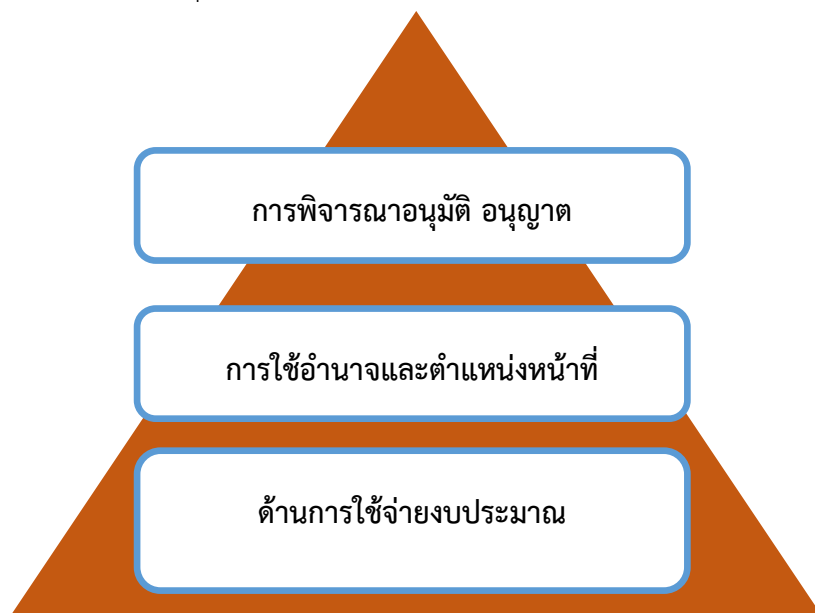 การพิจารณาอนุมัติ อนุญาต
การใช้อำนาจและตำแหน่งหน้าที่
ด้านการใช้จ่ายงบประมาณ